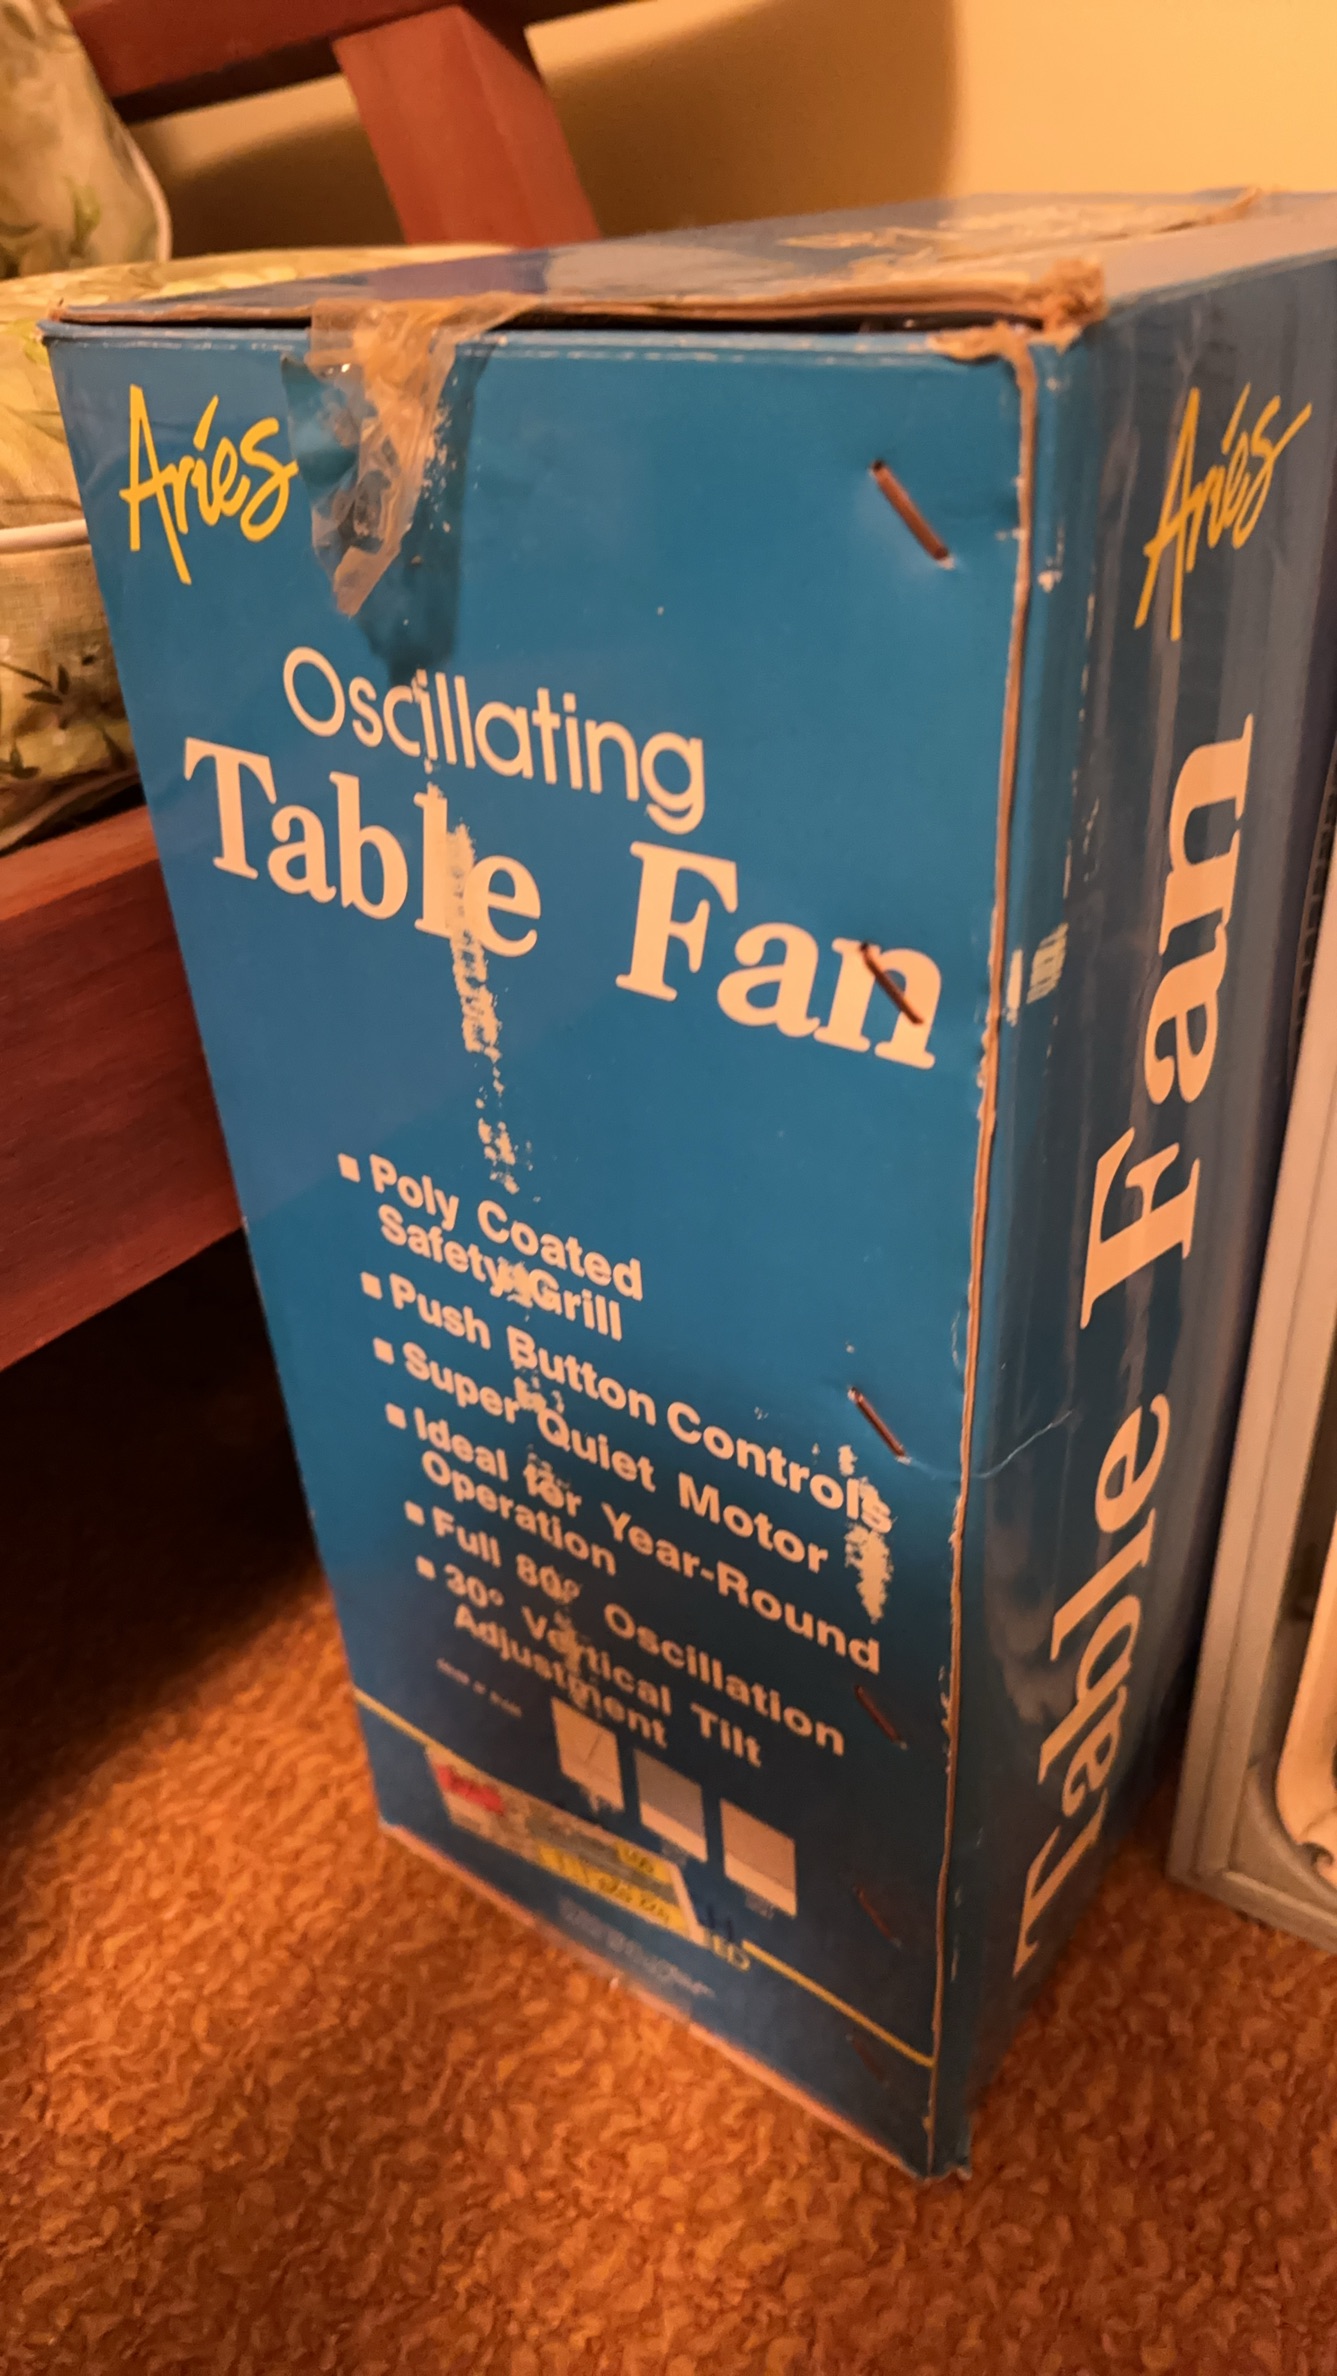 Aries
Oscillating
Table Fan
▪ Poly Coated
Safety Grill
▪ Push Button Controls
▪ Super Quiet Motor
▪ Ideal for Year-Round
Operation
▪ Full 80° Oscillation
▪ 30° Vertical Tilt
Adjustment
Aries
Table Fan